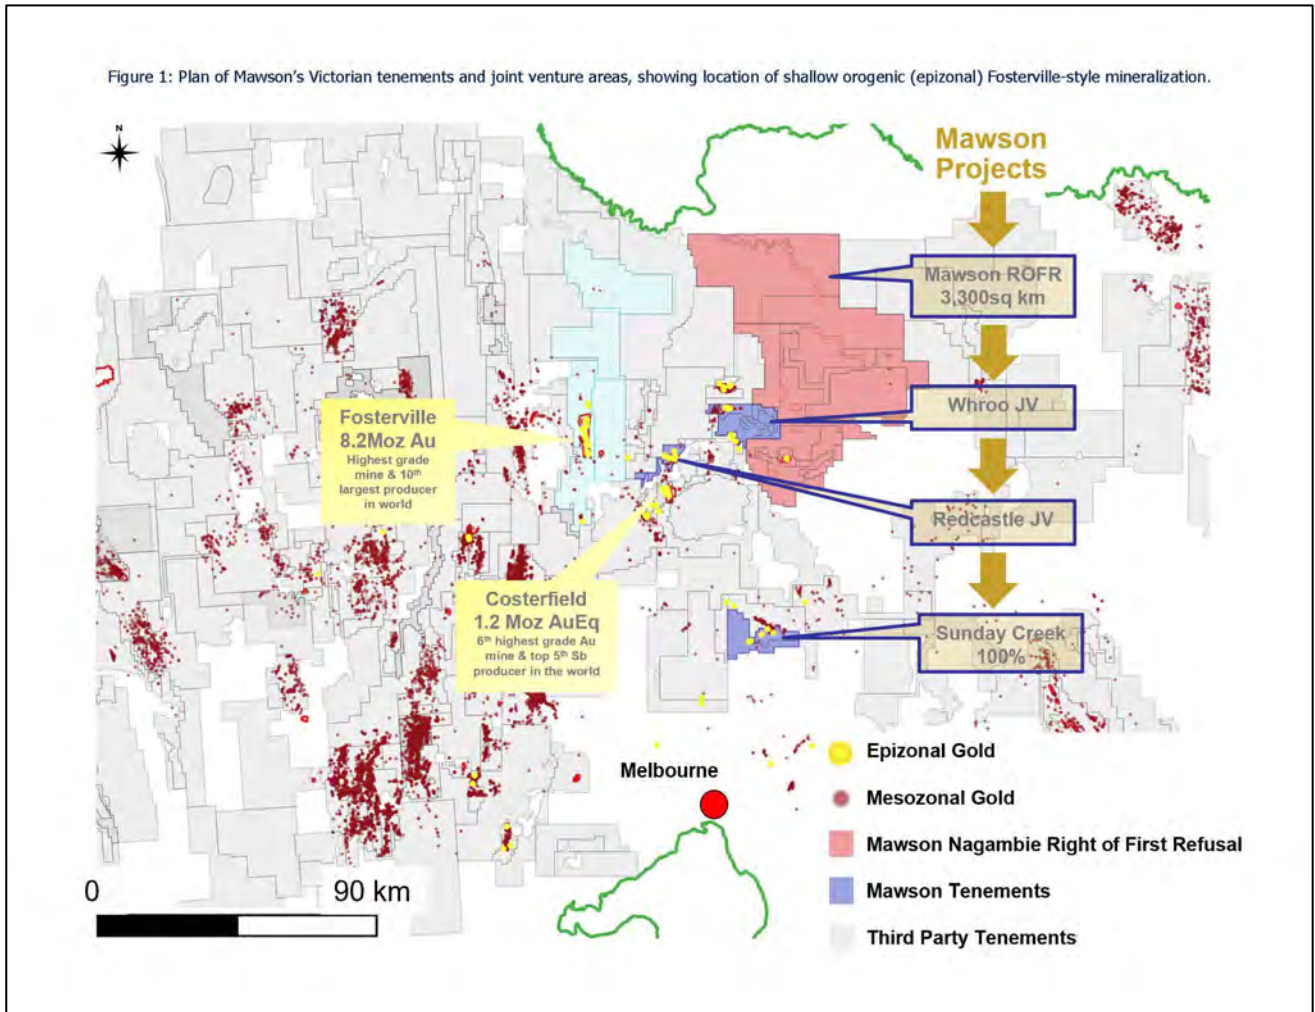 Figure 1: Plan of Mawson's Victorian tenements and joint venture areas, showing location of shallow orogenic (epizonal) Fosterville-style mineralization.
N
Mawson
Projects
Mawson ROFR
3,300sq km
Whroo JV
Fosterville
8.2Moz Au
Highest grade
mine & 10th
largest producer
in world
Redcastle JV
Costerfield
1.2 Moz AuEq
6th highest grade Au
mine & top 5th Sb
producer in the world
Sunday Creek
100%
Melbourne
Epizonal Gold
Mesozonal Gold
Mawson Nagambie Right of First Refusal
Mawson Tenements
Third Party Tenements
0 90 km